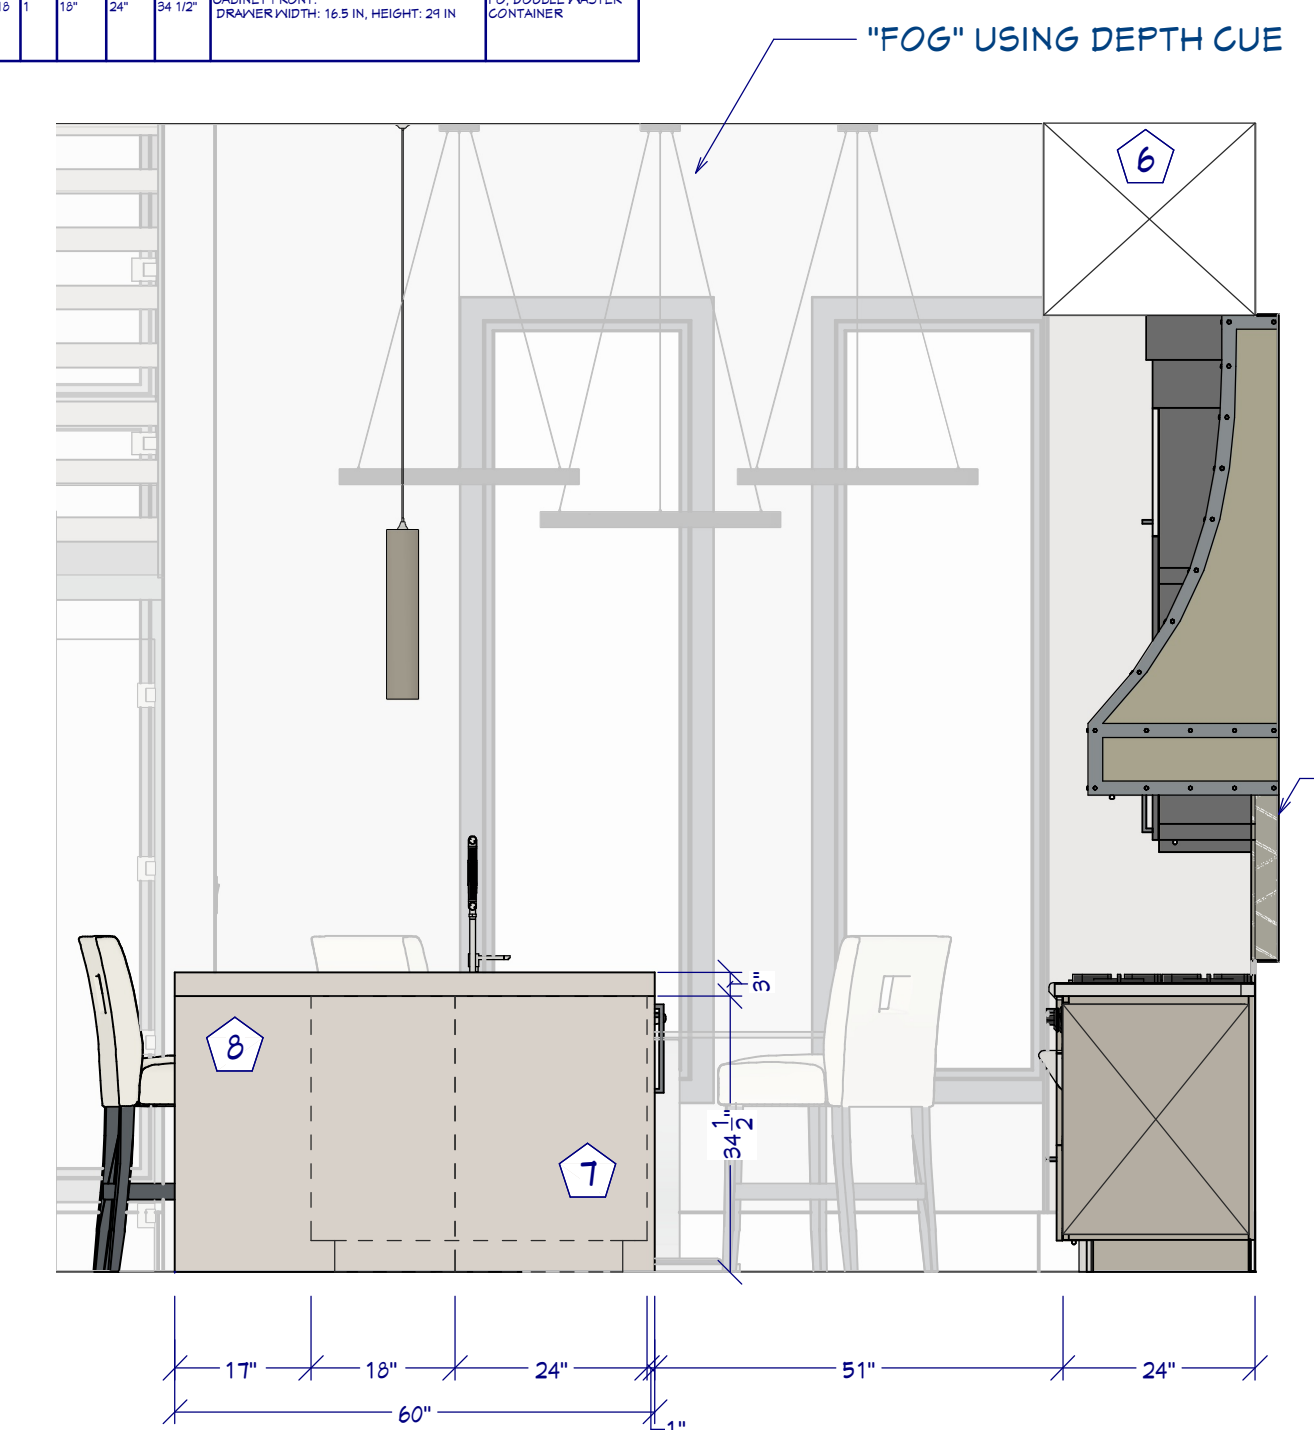 18 1 18" 24" 34 1/2"
DRAWER WIDTH: 16.5 IN, HEIGHT: 29 IN
CONTAINER
"FOG" USING DEPTH CUE
6
3"
8
34 1/2"
7
17" 18" 24" 51" 24"
60"
1"